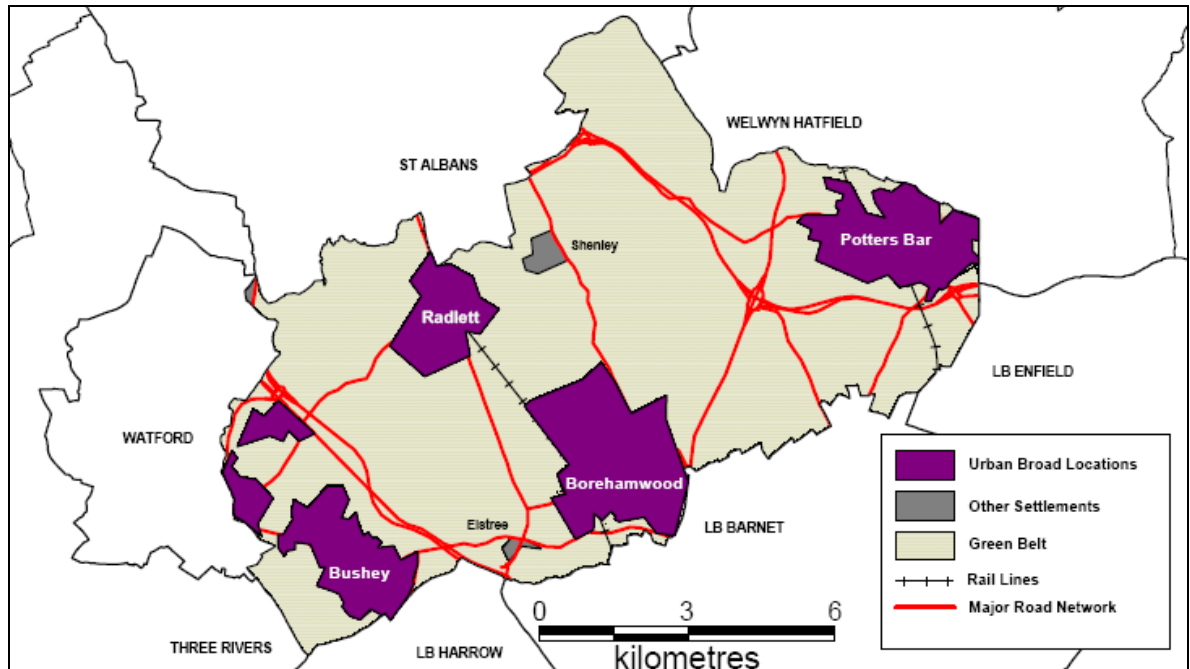 WELWYN HATFIELD
ST ALBANS
Potters Bar
Shenley
Radlett
LB ENFIELD
WATFORD
Borehamwood
Elstree
LB BARNET
Bushey
THREE RIVERS
LB HARROW
0 3 6
kilometres
Urban Broad Locations
Other Settlements
Green Belt
Rail Lines
Major Road Network